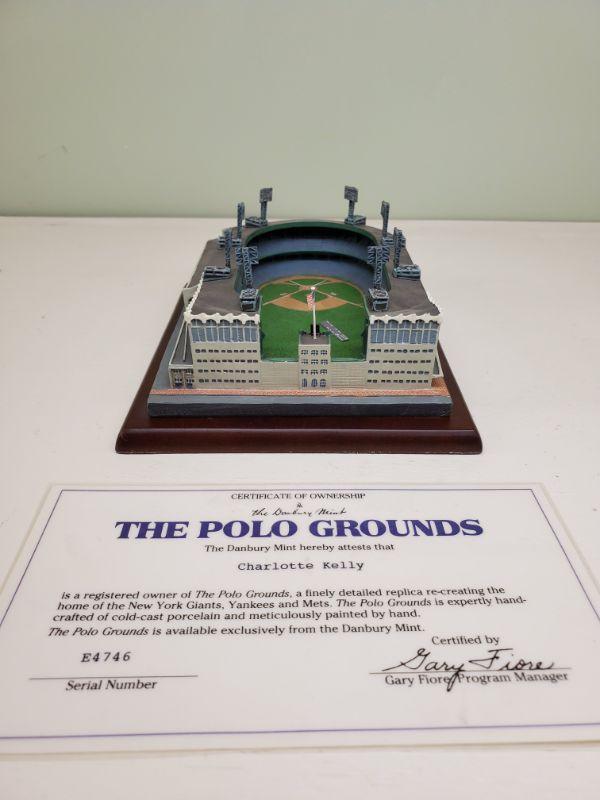 CERTIFICATE OF OWNERSHIP
The Danbury Mint
THE POLO GROUNDS
The Danbury Mint hereby attests that
Charlotte Kelly
is a registered owner of The Polo Grounds, a finely detailed replica re-creating the
home of the New York Giants, Yankees and Mets. The Polo Grounds is expertly hand-
crafted of cold-cast porcelain and meticulously painted by hand.
The Polo Grounds is available exclusively from the Danbury Mint.
Certified by
E4746
Gary Fiore
Serial Number
Gary Fiore, Program Manager